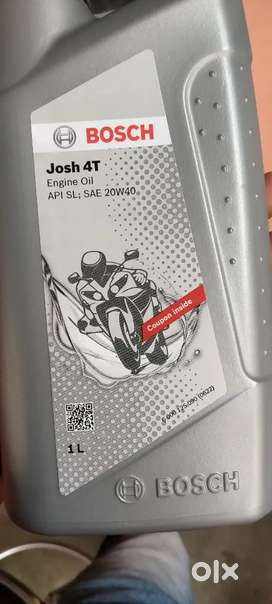 BOSCH
Josh 4T
Engine Oil
API SL; SAE 20W40
Coupon inside
1 L
BOSCH
olx